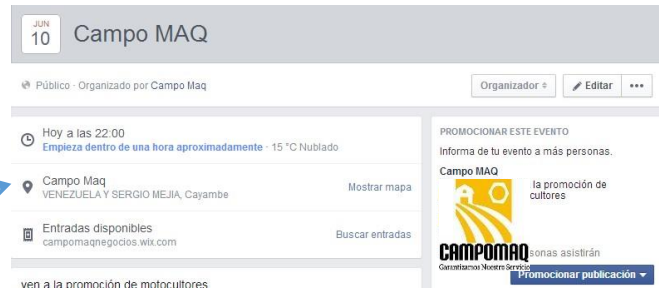 JUN
10
Campo MAQ
Público · Organizado por Campo Maq
Organizador
Editar
Hoy a las 22:00
Empieza dentro de una hora aproximadamente · 15 °C Nublado
Campo Maq
VENEZUELA Y SERGIO MEJIA, Cayambe
Mostrar mapa
Entradas disponibles
campomaqnegocios.wix.com
Buscar entradas
ven a la promoción de motocultores
PROMOCIONAR ESTE EVENTO
Informa de tu evento a más personas.
Campo MAQ
la promoción de
cultores
CAMPOMAQ
Garantizamos Nuestro Servicio
sonas asistirán
Promocionar publicación